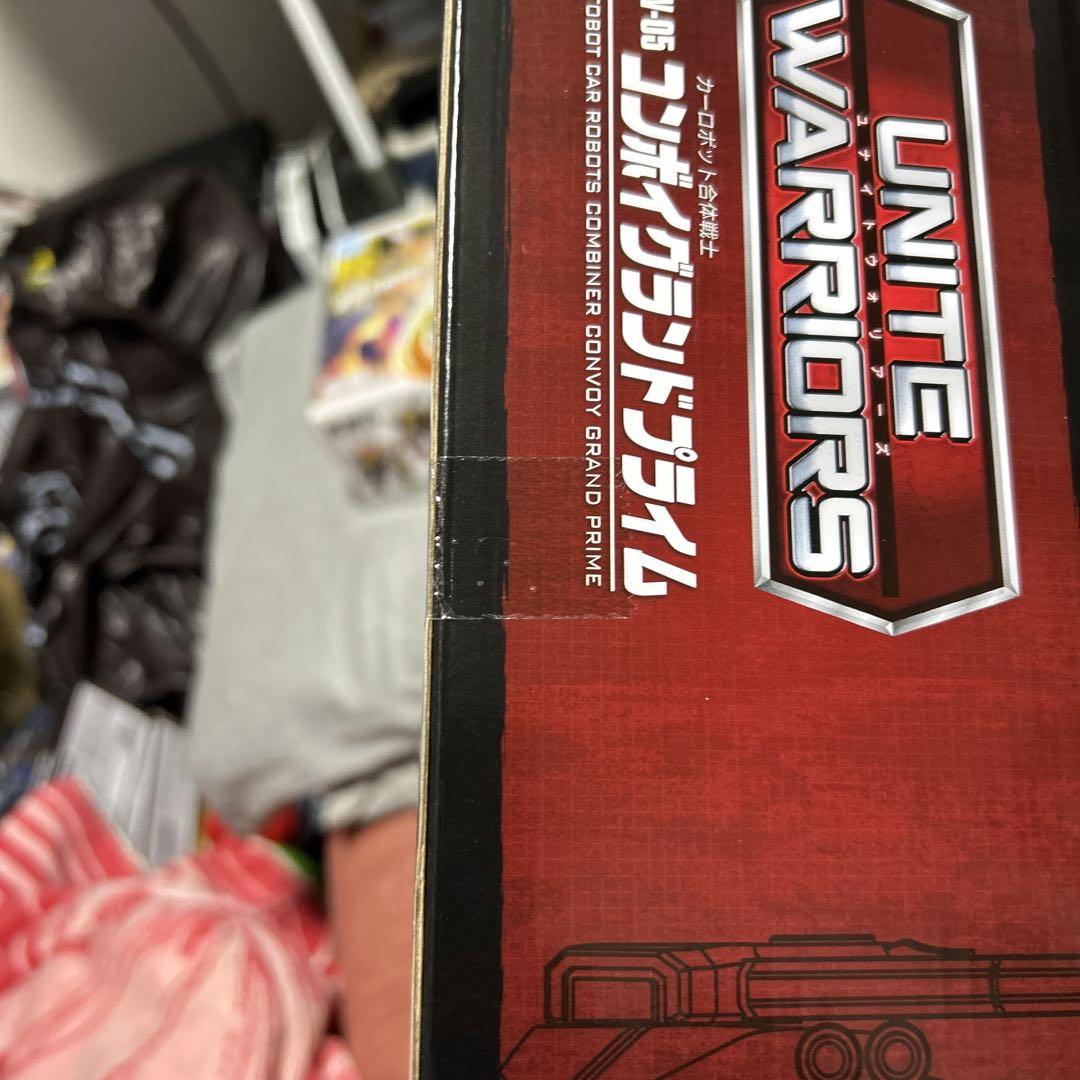 UNITE
ユナイトウォリアーズ
WARRIORS
カーロボット合体戦士
-05 コンボイグランドプライム
CAR ROBOTS COMBINER CONVOY GRAND PRIME